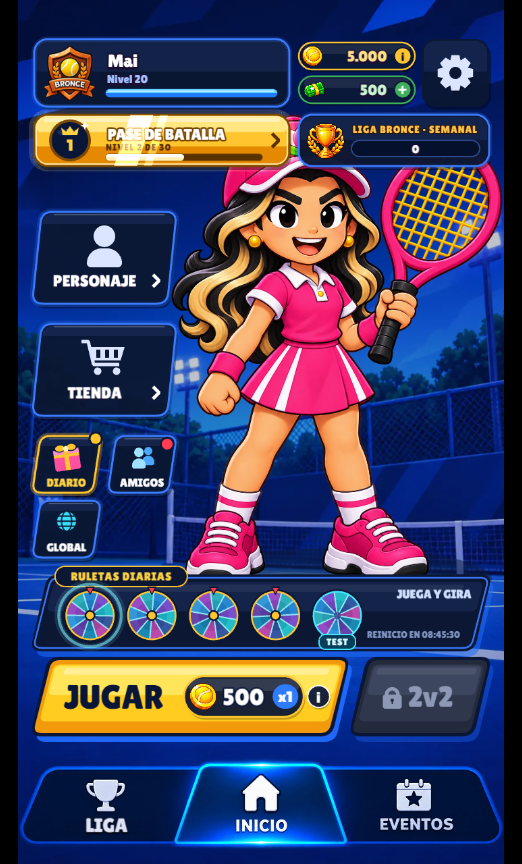 Mai
Nivel 20
BRONCE
5.000 i
500 +
1
PASE DE BATALLA
NIVEL 2 DE 30
LIGA BRONCE - SEMANAL
0
PERSONAJE
TIENDA
DIARIO
AMIGOS
GLOBAL
RULETAS DIARIAS
JUEGA Y GIRA
TEST
REINICIO EN 08:45:30
JUGAR 500 x1 i
2v2
LIGA
INICIO
EVENTOS